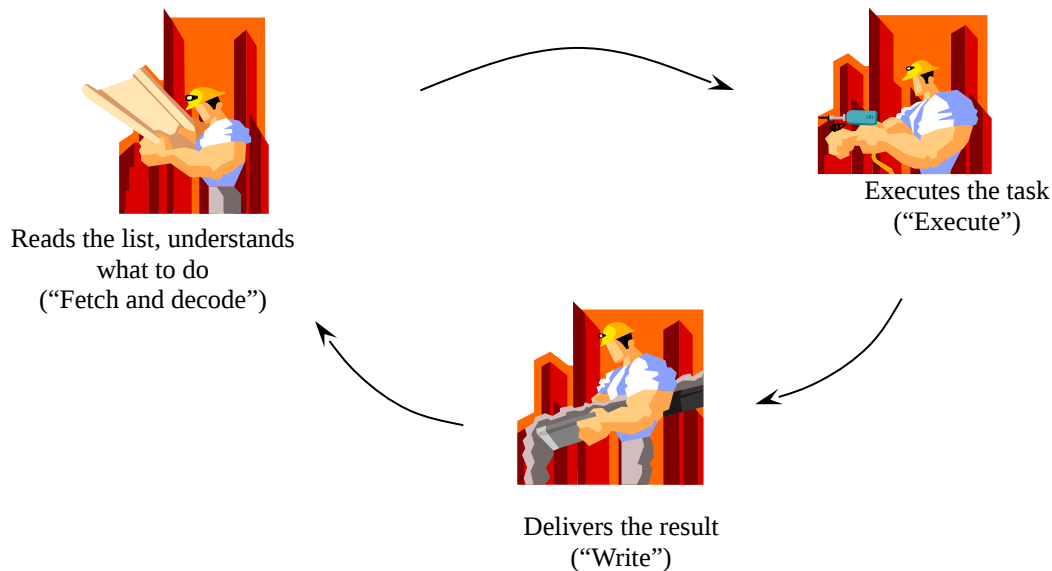 Reads the list, understands
what to do
(“Fetch and decode”)
Executes the task
(“Execute”)
Delivers the result
(“Write”)